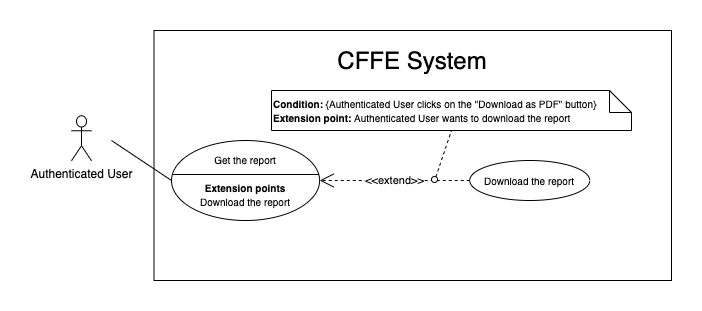 CFFE System
Condition: {Authenticated User clicks on the "Download as PDF" button}
Extension point: Authenticated User wants to download the report
Authenticated User
Get the report
Extension points
Download the report
<<extend>>
Download the report